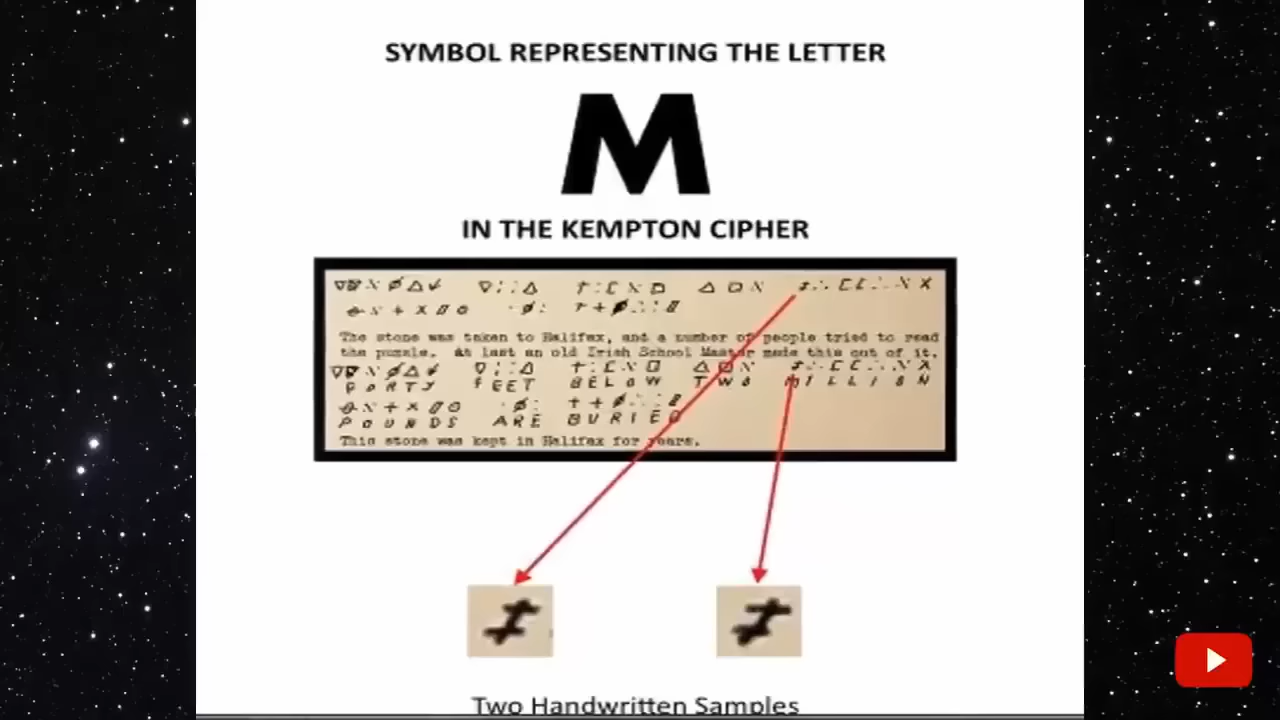 SYMBOL REPRESENTING THE LETTER
M
IN THE KEMPTON CIPHER
The stone was taken to Halifax, and a number of people tried to read
the puzzle. At last an old Irish School Master made this out of it.
FORTY FEET BELOW TWO MILLION
POUNDS ARE BURIED
This stone was kept in Halifax for years.
Two Handwritten Samples